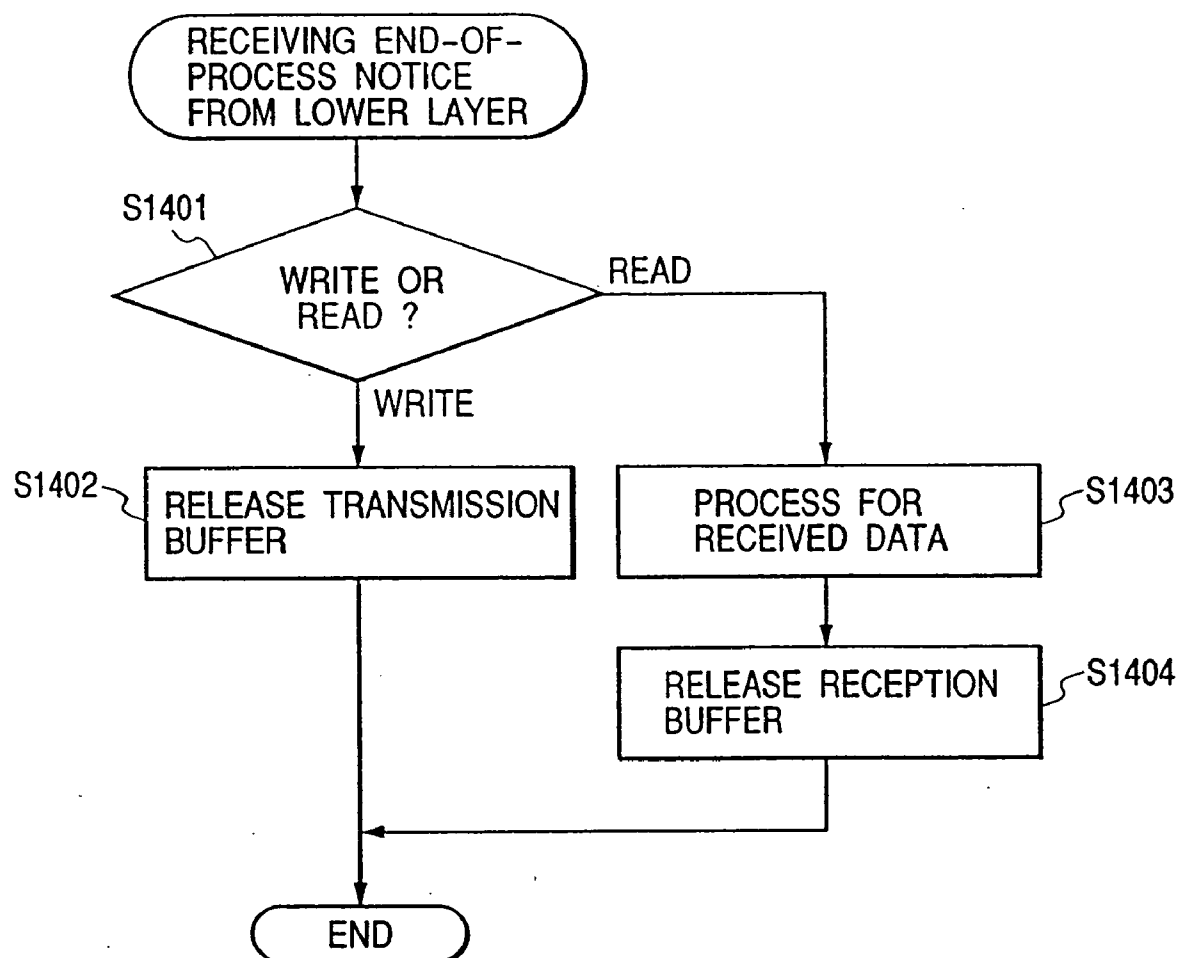 RECEIVING END-OF-
PROCESS NOTICE
FROM LOWER LAYER
S1401
WRITE OR
READ ?
READ
WRITE
S1402
RELEASE TRANSMISSION
BUFFER
PROCESS FOR
RECEIVED DATA
S1403
RELEASE RECEPTION
BUFFER
S1404
END